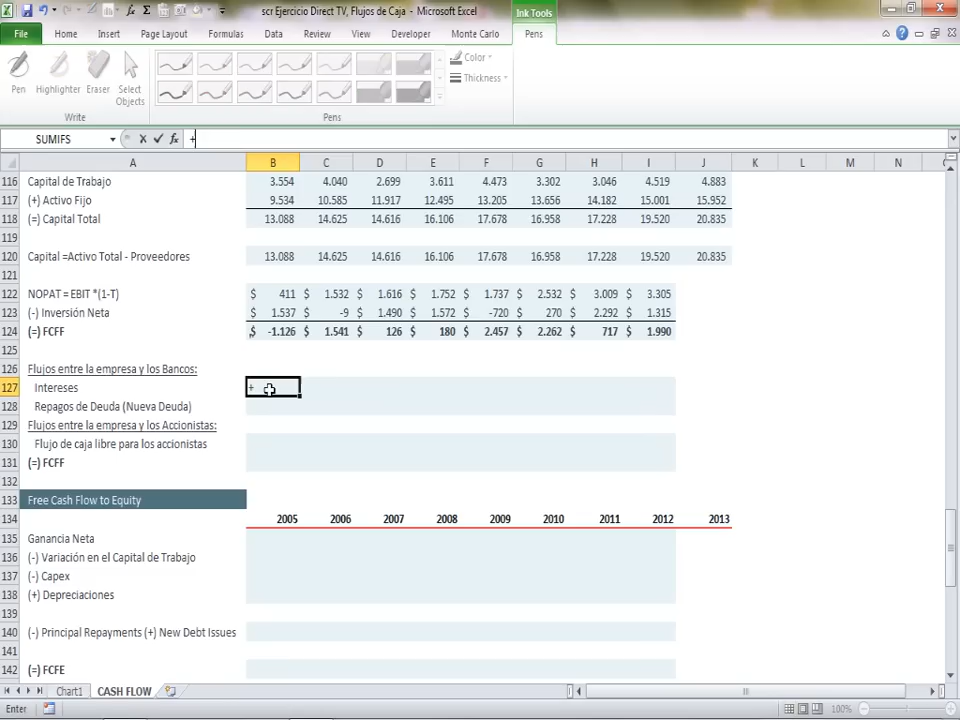 scr Ejercicio Direct TV, Flujos de Caja - Microsoft Excel
Ink Tools
File Home Insert Page Layout Formulas Data Review View Developer Monte Carlo Pens
Pen Highlighter Eraser Select Objects
Color
Thickness
Write Pens
SUMIFS fx +
A B C D E F G H I J K L M N
116 Capital de Trabajo 3.554 4.040 2.699 3.611 4.473 3.302 3.046 4.519 4.883
117 (+) Activo Fijo 9.534 10.585 11.917 12.495 13.205 13.656 14.182 15.001 15.952
118 (=) Capital Total 13.088 14.625 14.616 16.106 17.678 16.958 17.228 19.520 20.835
119
120 Capital =Activo Total - Proveedores 13.088 14.625 14.616 16.106 17.678 16.958 17.228 19.520 20.835
121
122 NOPAT = EBIT *(1-T) $ 411 $ 1.532 $ 1.616 $ 1.752 $ 1.737 $ 2.532 $ 3.009 $ 3.305
123 (-) Inversión Neta $ 1.537 $ -9 $ 1.490 $ 1.572 $ -720 $ 270 $ 2.292 $ 1.315
124 (=) FCFF $ -1.126 $ 1.541 $ 126 $ 180 $ 2.457 $ 2.262 $ 717 $ 1.990
125
126 Flujos entre la empresa y los Bancos:
127 Intereses +
128 Repagos de Deuda (Nueva Deuda)
129 Flujos entre la empresa y los Accionistas:
130 Flujo de caja libre para los accionistas
131 (=) FCFF
132
133 Free Cash Flow to Equity
134 2005 2006 2007 2008 2009 2010 2011 2012 2013
135 Ganancia Neta
136 (-) Variación en el Capital de Trabajo
137 (-) Capex
138 (+) Depreciaciones
139
140 (-) Principal Repayments (+) New Debt Issues
141
142 (=) FCFE
Chart1 CASH FLOW
Enter 100%